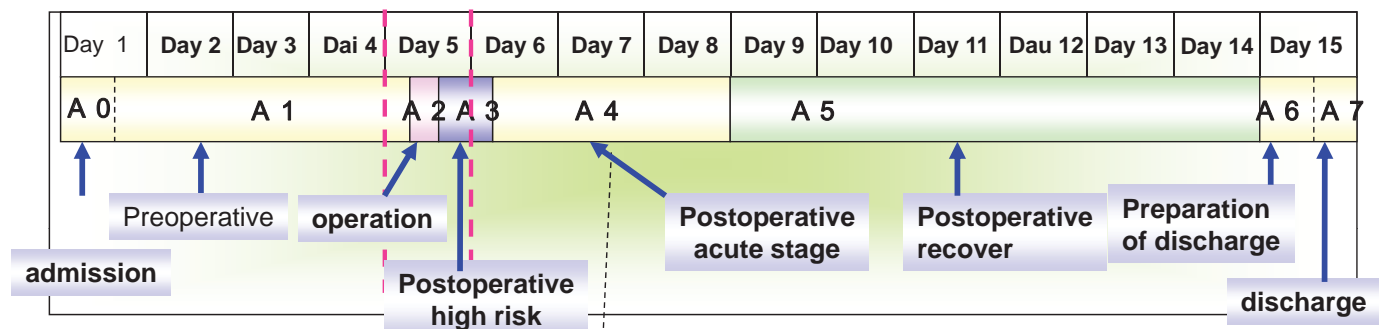 Day 1 Day 2 Day 3 Dai 4 Day 5 Day 6 Day 7 Day 8 Day 9 Day 10 Day 11 Dau 12 Day 13 Day 14 Day 15
A 0 A 1 A 2 A 3 A 4 A 5 A 6 A 7
admission
Preoperative
operation
Postoperative
high risk
Postoperative
acute stage
Postoperative
recover
Preparation
of discharge
discharge